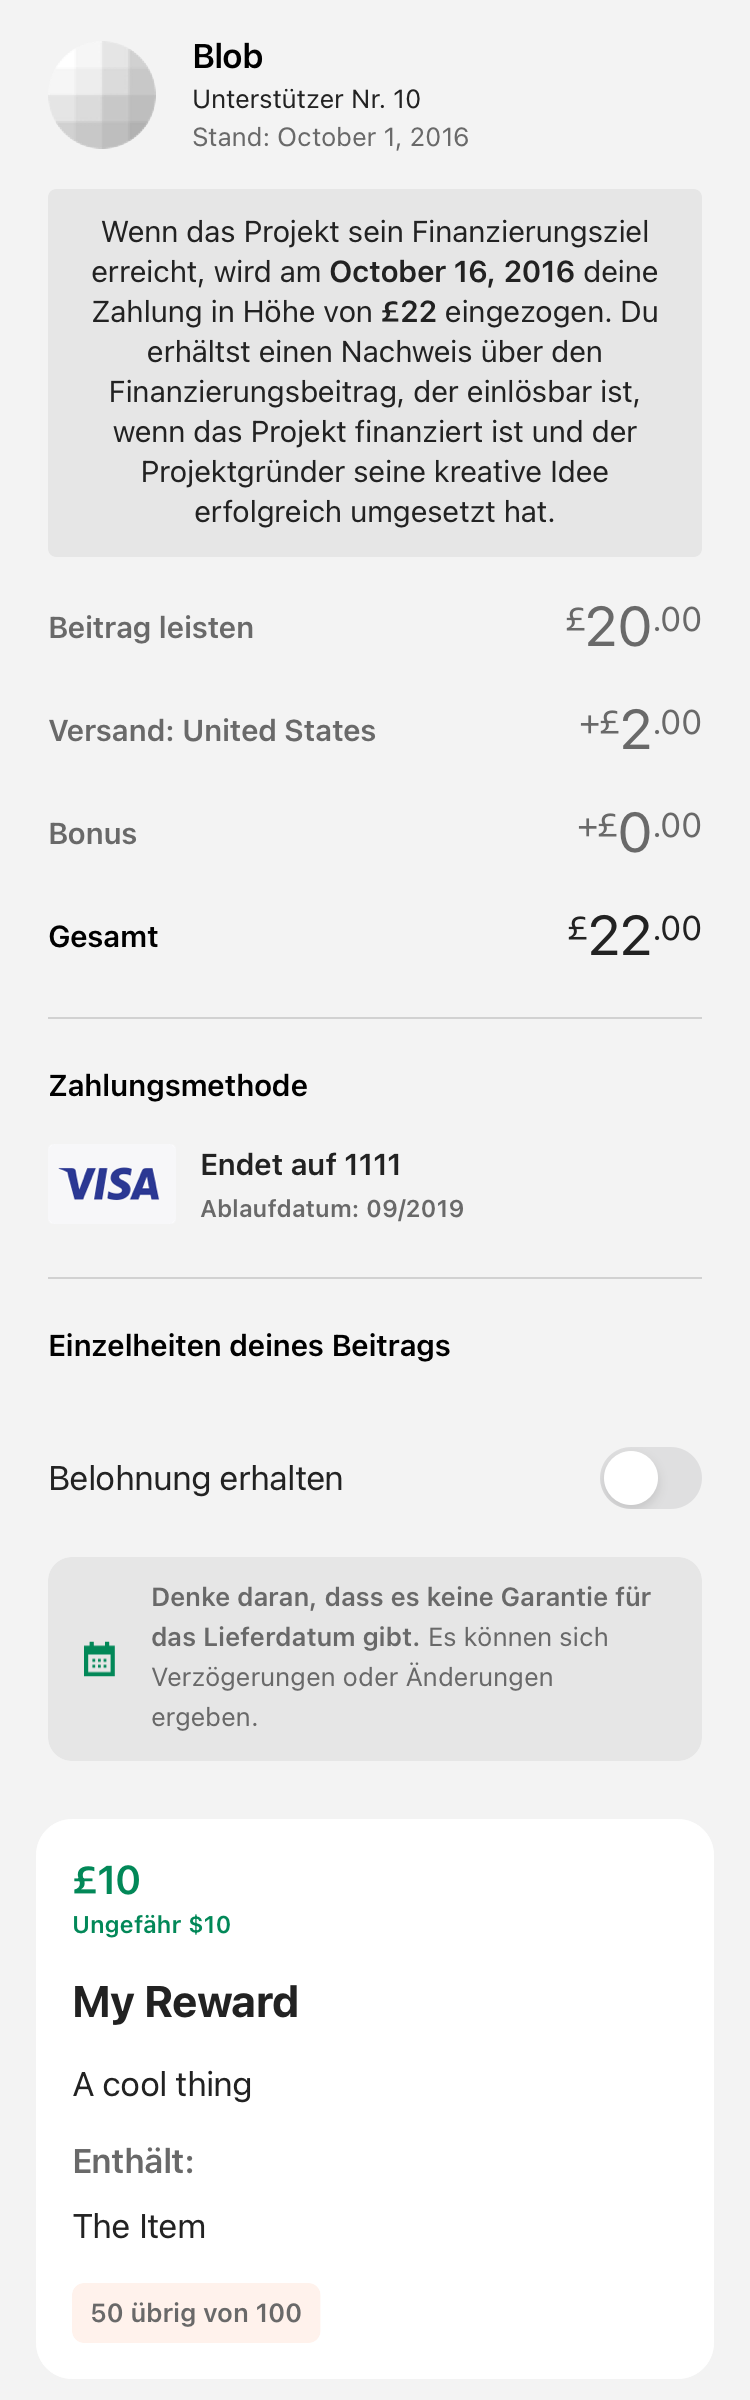 Blob
Unterstützer Nr. 10
Stand: October 1, 2016
Wenn das Projekt sein Finanzierungsziel
erreicht, wird am October 16, 2016 deine
Zahlung in Höhe von £22 eingezogen. Du
erhältst einen Nachweis über den
Finanzierungsbeitrag, der einlösbar ist,
wenn das Projekt finanziert ist und der
Projektgründer seine kreative Idee
erfolgreich umgesetzt hat.
Beitrag leisten £20.00
Versand: United States +£2.00
Bonus +£0.00
Gesamt £22.00
Zahlungsmethode
VISA
Endet auf 1111
Ablaufdatum: 09/2019
Einzelheiten deines Beitrags
Belohnung erhalten
Denke daran, dass es keine Garantie für
das Lieferdatum gibt. Es können sich
Verzögerungen oder Änderungen
ergeben.
£10
Ungefähr $10
My Reward
A cool thing
Enthält:
The Item
50 übrig von 100